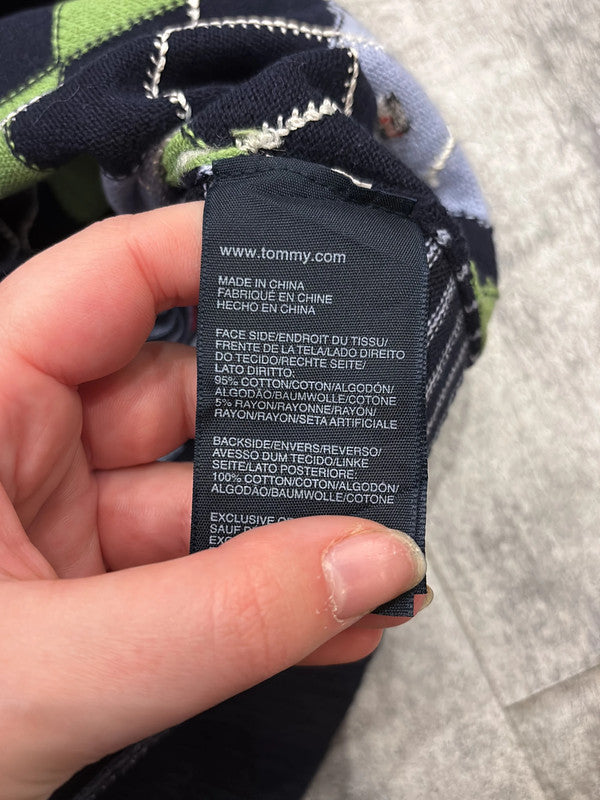 www.tommy.com
MADE IN CHINA
FABRIQUÉ EN CHINE
HECHO EN CHINA
FACE SIDE/ENDROIT DU TISSU/
FRENTE DE LA TELA/LADO DIREITO
DO TECIDO/RECHTE SEITE/
LATO DIRITTO:
95% COTTON/COTON/ALGODÓN/
ALGODÃO/BAUMWOLLE/COTONE
5% RAYON/RAYONNE/RAYÓN/
RAYON/RAYON/SETA ARTIFICIALE
BACKSIDE/ENVERS/REVERSO/
AVESSO DUM TECIDO/LINKE
SEITE/LATO POSTERIORE:
100% COTTON/COTON/ALGODÓN/
ALGODÃO/BAUMWOLLE/COTONE
EXCLUSIVE
SAUF